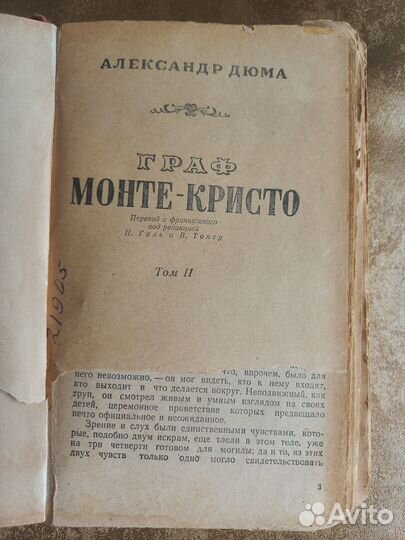 АЛЕКСАНДР ДЮМА
ГРАФ
МОНТЕ-КРИСТО
Перевод с французского
под редакцией
Н. Галь и В. Топер
Том II
21905
что, впрочем, было для
него невозможно, — он мог видеть, кто к нему входит,
кто выходит и что делается вокруг. Неподвижный, как
труп, он смотрел живым и умным взглядом на своих
детей, церемонное приветствие которых предвещало
нечто официальное и неожиданное.
Зрение и слух были единственными чувствами, кото-
рые, подобно двум искрам, еще тлели в этом теле, уже
на три четверти готовом для могилы; да и то, из этих
двух чувств только одно могло свидетельствовать
3
Avito